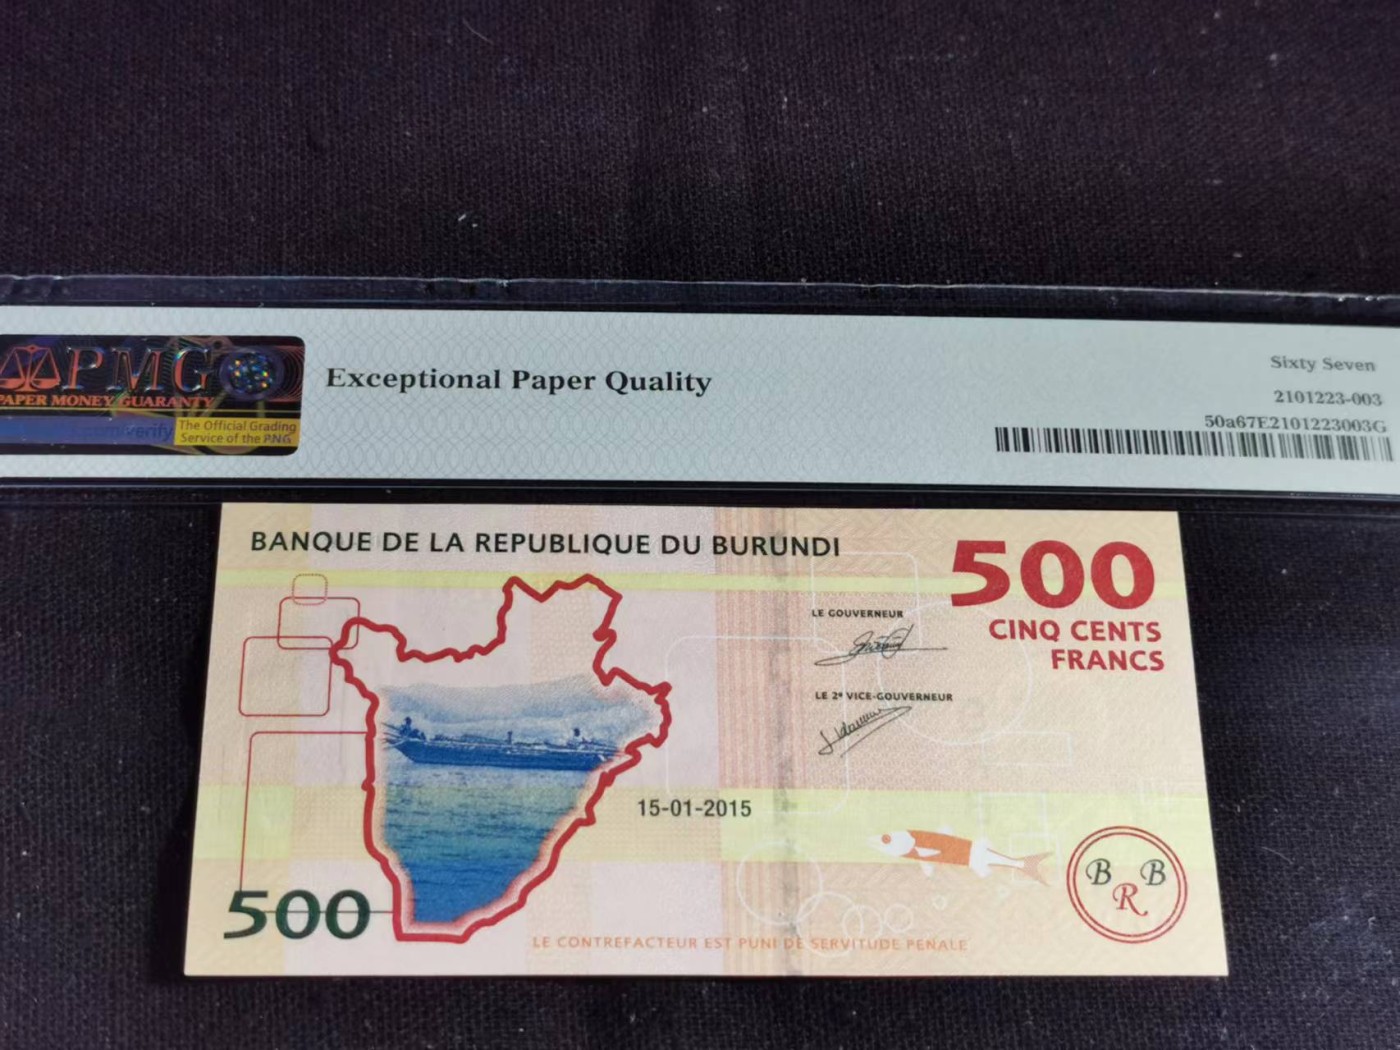 PMG
PAPER MONEY GUARANTY
verify
The Official Grading
Service of the PNG
Exceptional Paper Quality
Sixty Seven
2101223-003
50a67E2101223003G
BANQUE DE LA REPUBLIQUE DU BURUNDI
500
CINQ CENTS
FRANCS
LE GOUVERNEUR
LE 2e VICE-GOUVERNEUR
15-01-2015
B R B
500
LE CONTREFACTEUR EST PUNI DE SERVITUDE PENALE